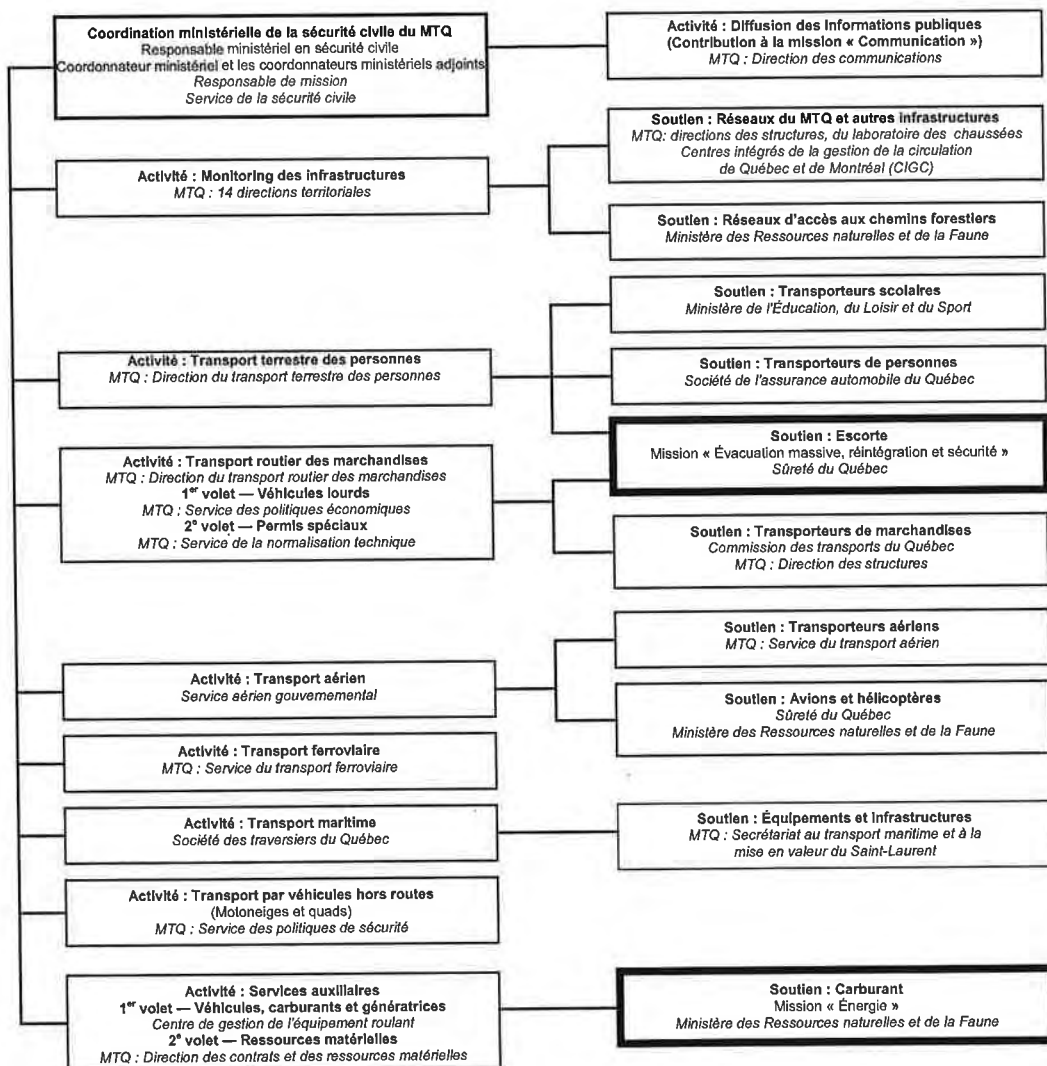 Coordination ministérielle de la sécurité civile du MTQ
Responsable ministériel en sécurité civile
Coordonnateur ministériel et les coordonnateurs ministériels adjoints
Responsable de mission
Service de la sécurité civile
Activité : Diffusion des informations publiques
(Contribution à la mission « Communication »)
MTQ : Direction des communications
Activité : Monitoring des infrastructures
MTQ : 14 directions territoriales
Soutien : Réseaux du MTQ et autres infrastructures
MTQ: directions des structures, du laboratoire des chaussées
Centres intégrés de la gestion de la circulation
de Québec et de Montréal (CIGC)
Soutien : Réseaux d'accès aux chemins forestiers
Ministère des Ressources naturelles et de la Faune
Activité : Transport terrestre des personnes
MTQ : Direction du transport terrestre des personnes
Soutien : Transporteurs scolaires
Ministère de l'Éducation, du Loisir et du Sport
Soutien : Transporteurs de personnes
Société de l'assurance automobile du Québec
Soutien : Escorte
Mission « Évacuation massive, réintégration et sécurité »
Sûreté du Québec
Activité : Transport routier des marchandises
MTQ : Direction du transport routier des marchandises
1er volet — Véhicules lourds
MTQ : Service des politiques économiques
2e volet — Permis spéciaux
MTQ : Service de la normalisation technique
Soutien : Transporteurs de marchandises
Commission des transports du Québec
MTQ : Direction des structures
Activité : Transport aérien
Service aérien gouvernemental
Soutien : Transporteurs aériens
MTQ : Service du transport aérien
Soutien : Avions et hélicoptères
Sûreté du Québec
Ministère des Ressources naturelles et de la Faune
Activité : Transport ferroviaire
MTQ : Service du transport ferroviaire
Activité : Transport maritime
Société des traversiers du Québec
Soutien : Équipements et infrastructures
MTQ : Secrétariat au transport maritime et à la
mise en valeur du Saint-Laurent
Activité : Transport par véhicules hors routes
(Motoneiges et quads)
MTQ : Service des politiques de sécurité
Activité : Services auxiliaires
1er volet — Véhicules, carburants et génératrices
Centre de gestion de l'équipement roulant
2e volet — Ressources matérielles
MTQ : Direction des contrats et des ressources matérielles
Soutien : Carburant
Mission « Énergie »
Ministère des Ressources naturelles et de la Faune